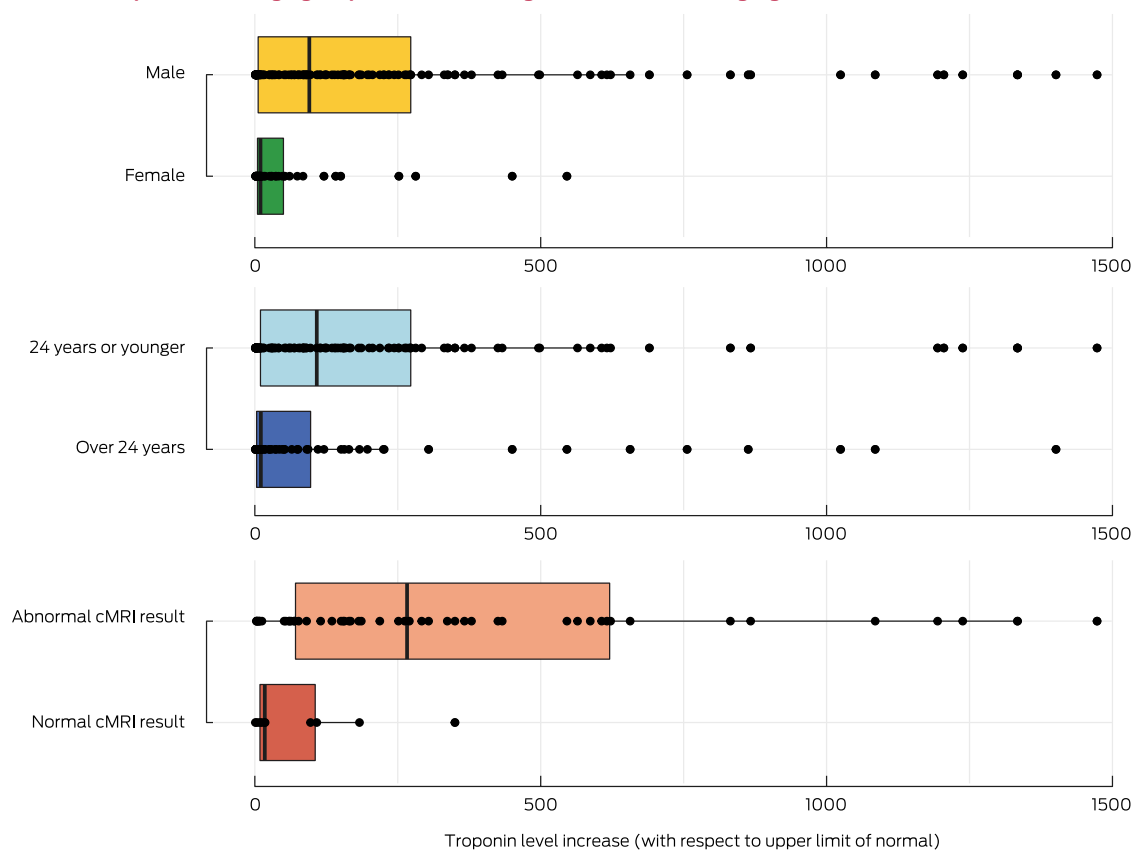 Male
Female
0 500 1000 1500
24 years or younger
Over 24 years
0 500 1000 1500
Abnormal cMRI result
Normal cMRI result
0 500 1000 1500
Troponin level increase (with respect to upper limit of normal)